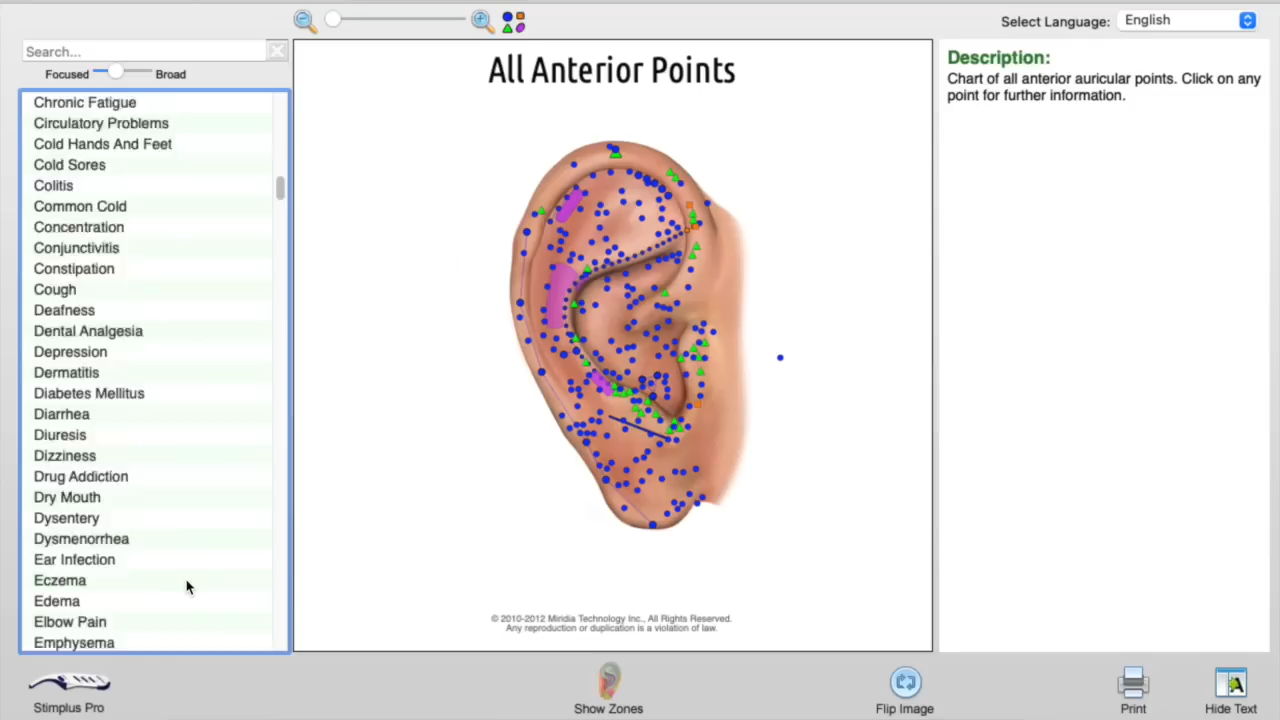 Select Language:
English
Search...
Focused
Broad
Chronic Fatigue
Circulatory Problems
Cold Hands And Feet
Cold Sores
Colitis
Common Cold
Concentration
Conjunctivitis
Constipation
Cough
Deafness
Dental Analgesia
Depression
Dermatitis
Diabetes Mellitus
Diarrhea
Diuresis
Dizziness
Drug Addiction
Dry Mouth
Dysentery
Dysmenorrhea
Ear Infection
Eczema
Edema
Elbow Pain
Emphysema
All Anterior Points
© 2010-2012 Miridia Technology Inc., All Rights Reserved.
Any reproduction or duplication is a violation of law.
Description:
Chart of all anterior auricular points. Click on any
point for further information.
Stimplus Pro
Show Zones
Flip Image
Print
Hide Text
A